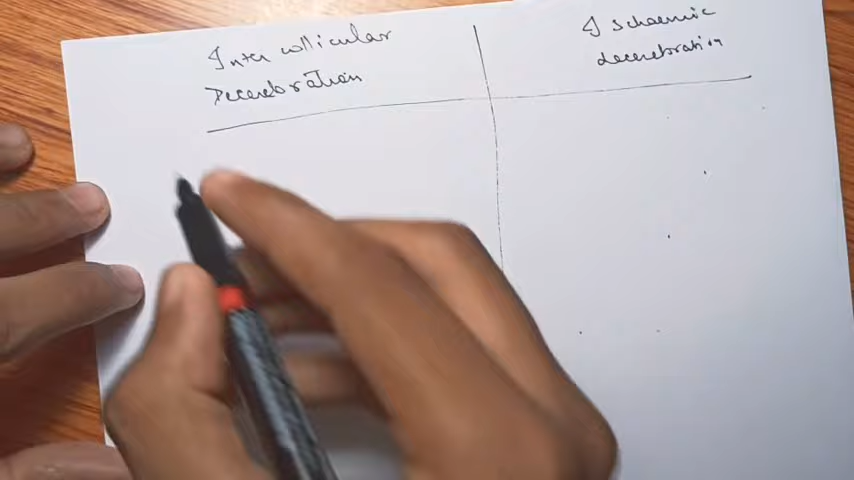 Inter collicular
Decerebration
Ischaemic
decerebration